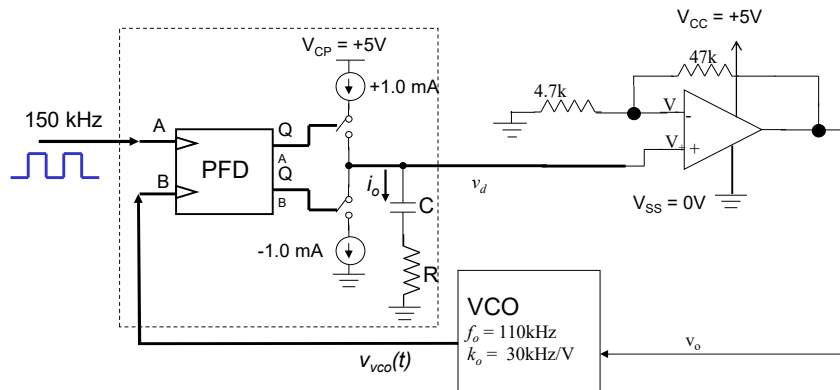 V_CC = +5V
V_CP = +5V
47k
+1.0 mA
4.7k
150 kHz
A
Q
A
V
-
PFD
V+
+
B
Q
B
i_o
C
v_d
V_SS = 0V
-1.0 mA
R
VCO
f_o = 110kHz
k_o = 30kHz/V
v_o
v_vco(t)